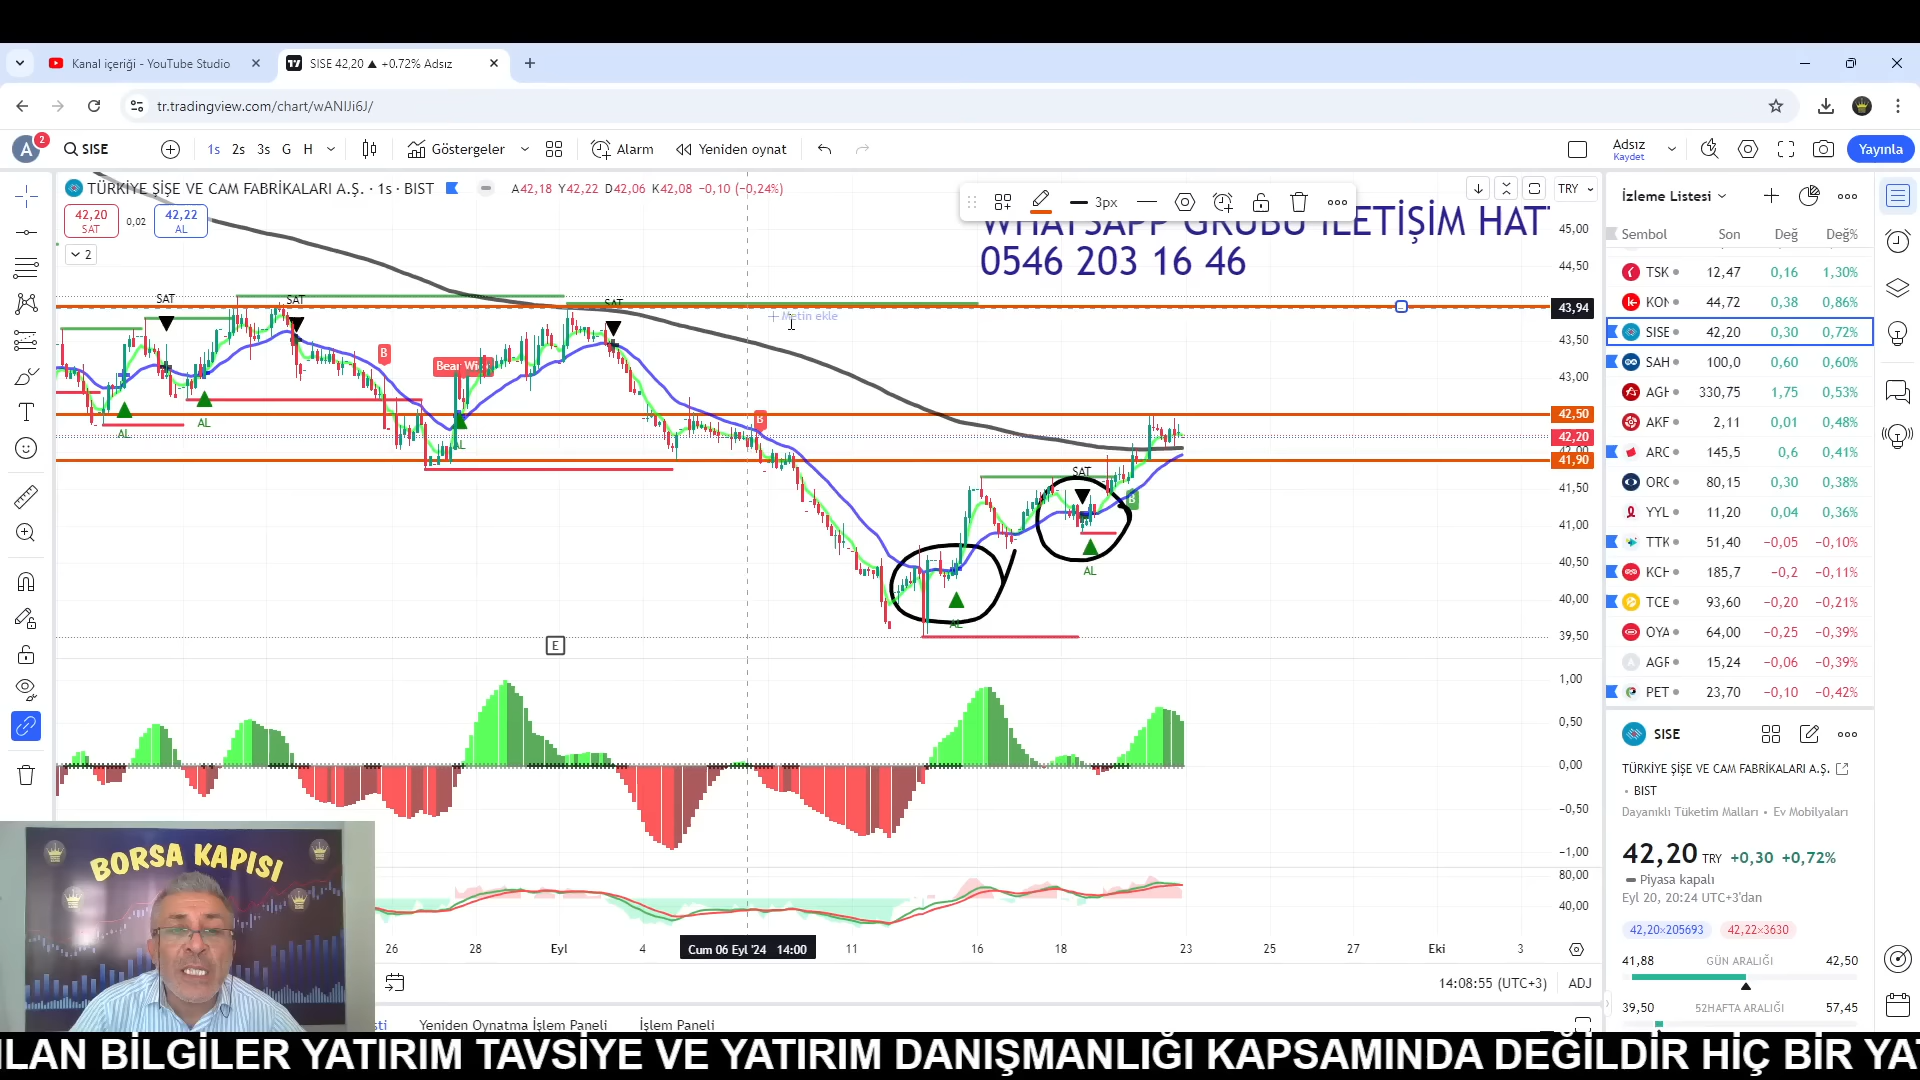 Kanal içeriği - YouTube Studio
SISE 42,20 ▲ +0.72% Adsız
tr.tradingview.com/chart/wANlJi6J/
A
2
SISE
1s 2s 3s G H
Göstergeler
Alarm
Yeniden oynat
Adsız
Kaydet
Yayınla
TÜRKİYE ŞİŞE VE CAM FABRİKALARI A.Ş. · 1s · BIST
A42,18 Y42,22 D42,06 K42,08 −0,10 (−0,24%)
42,20
SAT
0,02
42,22
AL
2
3px
TRY
WHATSAPP GRUBU İLETİŞİM HAT
0546 203 16 46
Metin ekle
SAT
SAT
SAT
SAT
AL
AL
AL
AL
AL
B
B
B
E
45,00
44,50
43,94
43,50
43,00
42,50
42,20
42,00
41,90
41,50
41,00
40,50
40,00
39,50
1,00
0,50
0,00
−0,50
−1,00
80,00
40,00
26 28 Eyl 4 Cum 06 Eyl '24 14:00 11 16 18 23 25 27 Eki 3
14:08:55 (UTC+3) ADJ
Yeniden Oynatma İşlem Paneli
İşlem Paneli
İzleme Listesi
Sembol Son Değ Değ%
TSK 12,47 0,16 1,30%
KON 44,72 0,38 0,86%
SISE 42,20 0,30 0,72%
SAH 100,0 0,60 0,60%
AGH 330,75 1,75 0,53%
AKF 2,11 0,01 0,48%
ARC 145,5 0,6 0,41%
ORG 80,15 0,30 0,38%
YYL 11,20 0,04 0,36%
TTK 51,40 −0,05 −0,10%
KCH 185,7 −0,2 −0,11%
TCE 93,60 −0,20 −0,21%
OYA 64,00 −0,25 −0,39%
AGF 15,24 −0,06 −0,39%
PET 23,70 −0,10 −0,42%
SISE
TÜRKİYE ŞİŞE VE CAM FABRİKALARI A.Ş.
• BIST
Dayanıklı Tüketim Malları • Ev Mobilyaları
42,20 TRY +0,30 +0,72%
Piyasa kapalı
Eyl 20, 20:24 UTC+3'dan
42,20×205693 42,22×3630
41,88 GÜN ARALIĞI 42,50
39,50 52HAFTA ARALIĞI 57,45
BORSA KAPISI
ILAN BİLGİLER YATIRIM TAVSİYE VE YATIRIM DANIŞMANLIĞI KAPSAMINDA DEĞİLDİR HİÇ BİR YAT